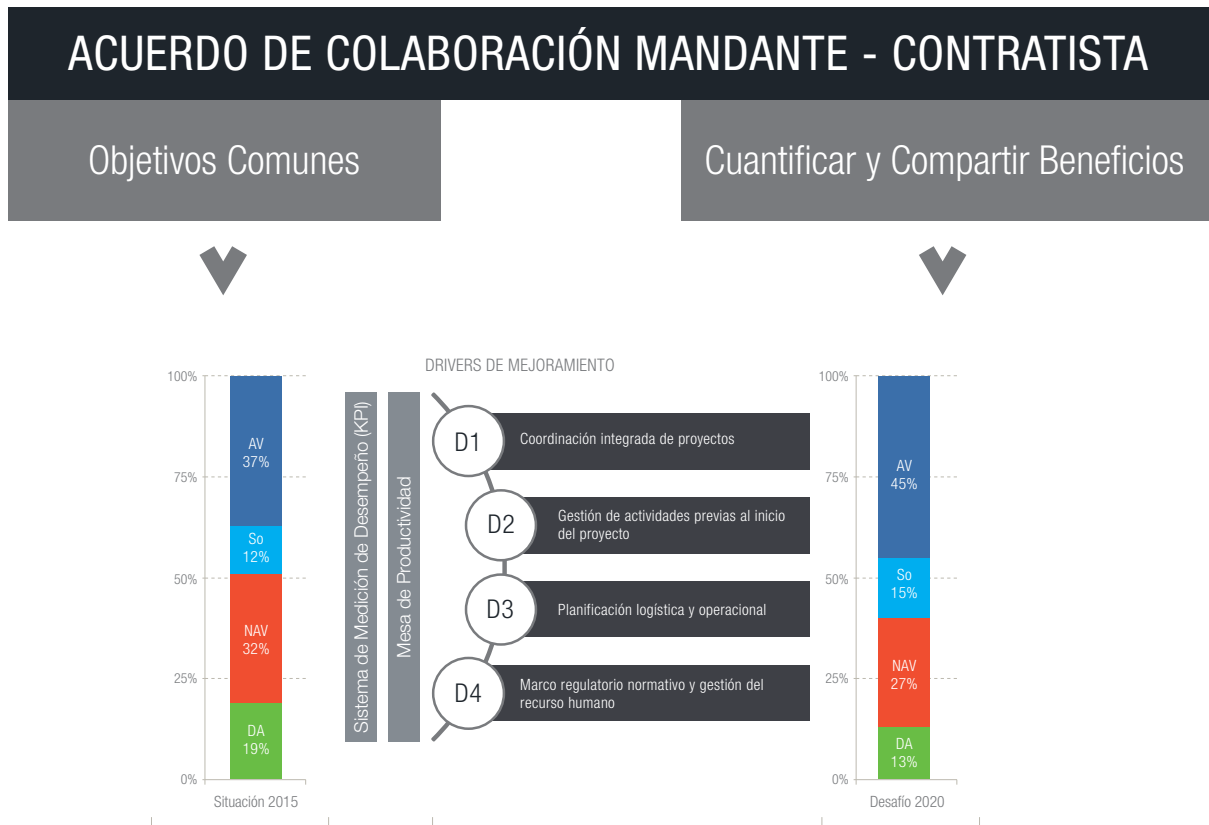 ACUERDO DE COLABORACIÓN MANDANTE - CONTRATISTA
Objetivos Comunes
Cuantificar y Compartir Beneficios
100%
75%
50%
25%
0%
AV
37%
So
12%
NAV
32%
DA
19%
Situación 2015
Sistema de Medición de Desempeño (KPI)
Mesa de Productividad
DRIVERS DE MEJORAMIENTO
D1
Coordinación integrada de proyectos
D2
Gestión de actividades previas al inicio
del proyecto
D3
Planificación logística y operacional
D4
Marco regulatorio normativo y gestión del
recurso humano
100%
75%
50%
25%
0%
AV
45%
So
15%
NAV
27%
DA
13%
Desafío 2020